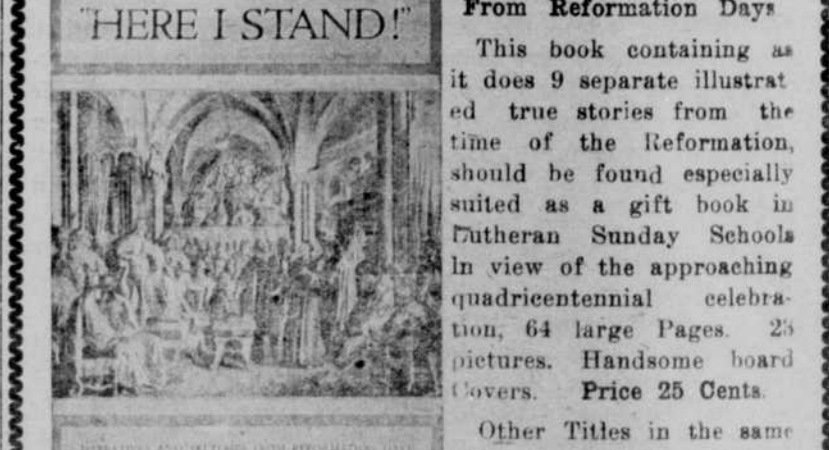 "HERE I STAND!"
From Reformation Days
This book containing as
it does 9 separate illustrat
ed true stories from the
time of the Reformation,
should be found especially
suited as a gift book in
Lutheran Sunday Schools
In view of the approaching
quadricentennial celebra-
tion, 64 large Pages.
pictures. Handsome board
Covers. Price 25 Cents.
Other Titles in the same